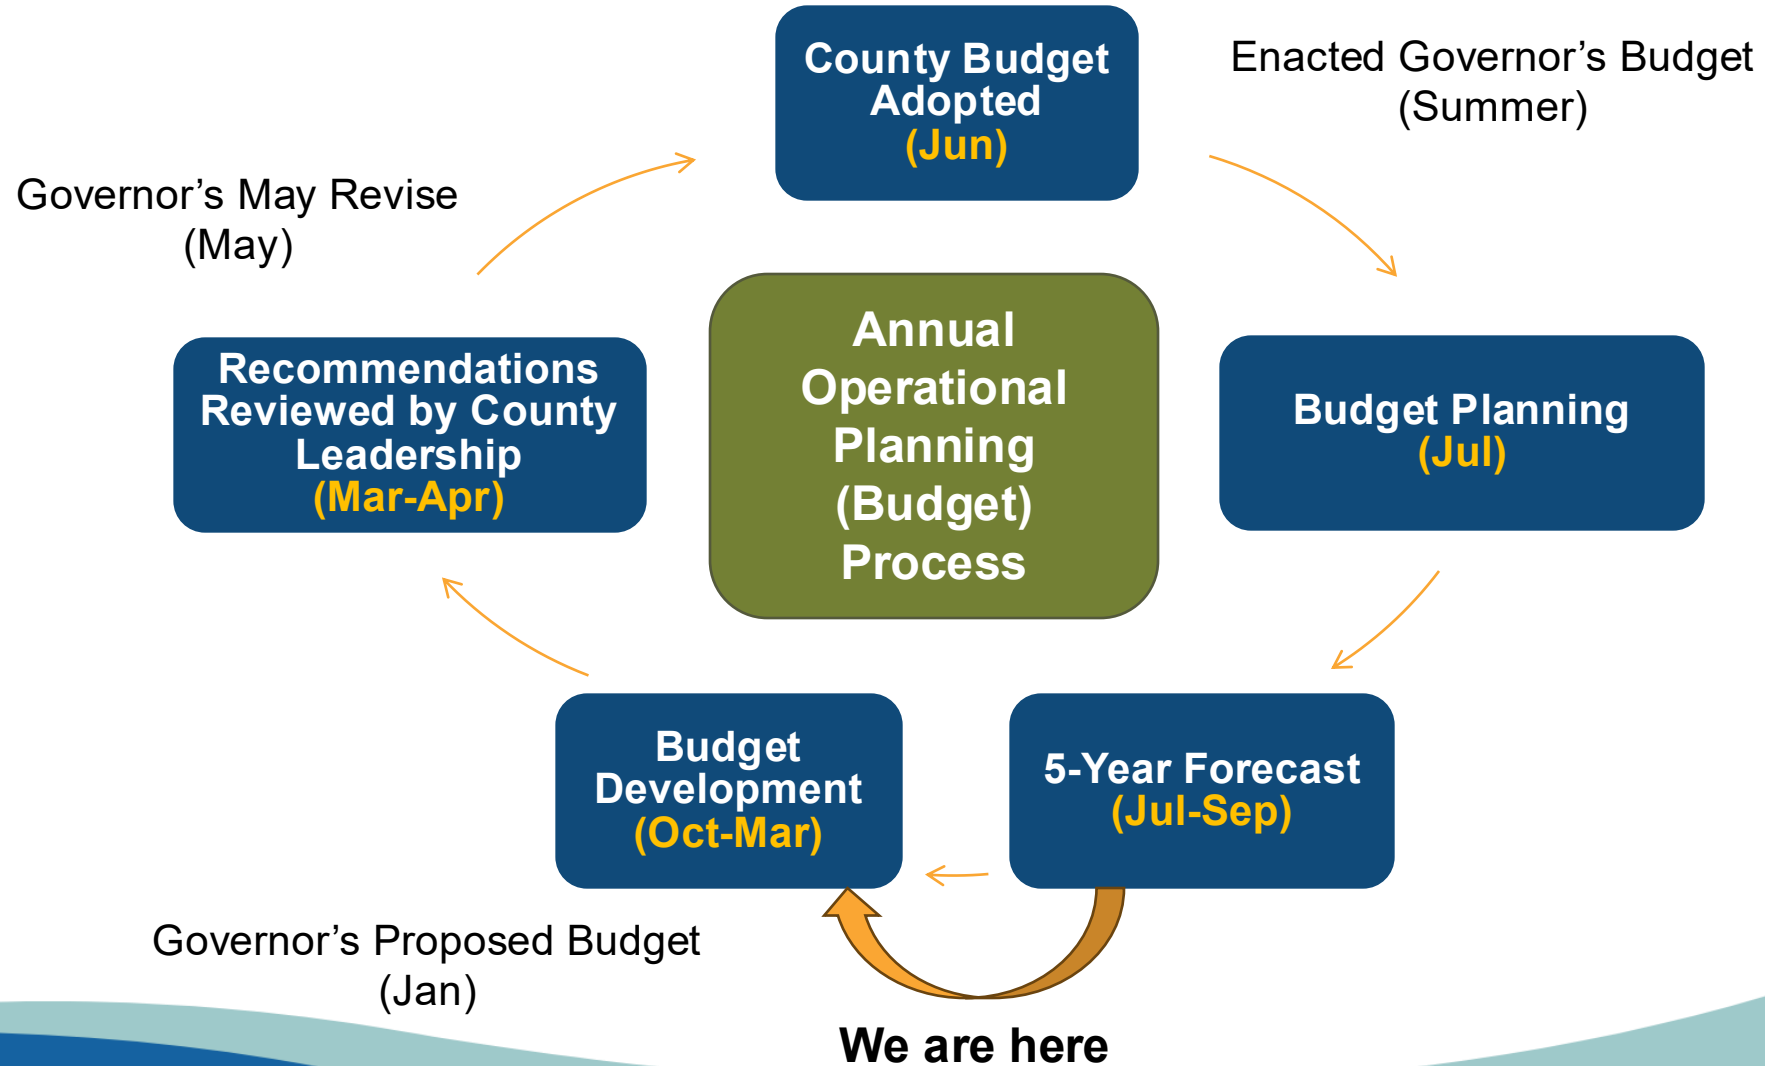 County Budget
Adopted
(Jun)
Enacted Governor’s Budget
(Summer)
Governor’s May Revise
(May)
Annual
Operational
Planning
(Budget)
Process
Recommendations
Reviewed by County
Leadership
(Mar-Apr)
Budget Planning
(Jul)
Budget
Development
(Oct-Mar)
5-Year Forecast
(Jul-Sep)
Governor’s Proposed Budget
(Jan)
We are here